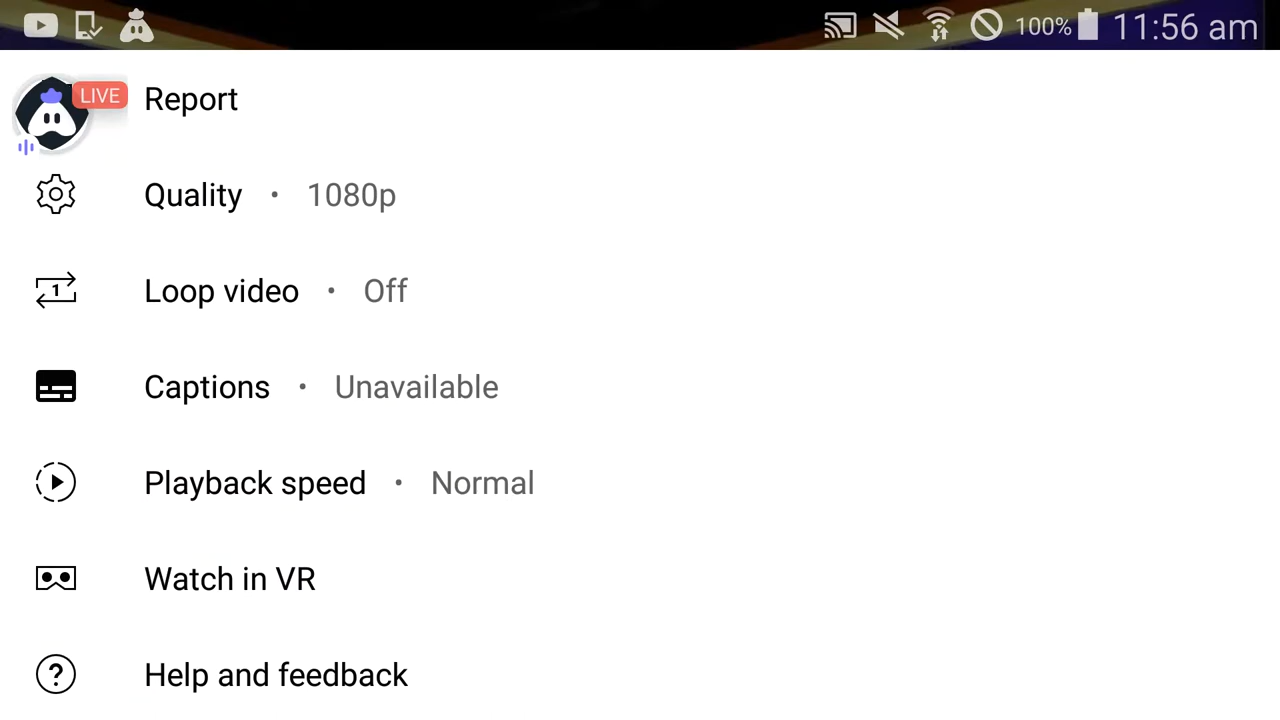 100% 11:56 am
LIVE
Report
Quality • 1080p
1
Loop video • Off
Captions • Unavailable
Playback speed • Normal
Watch in VR
? Help and feedback